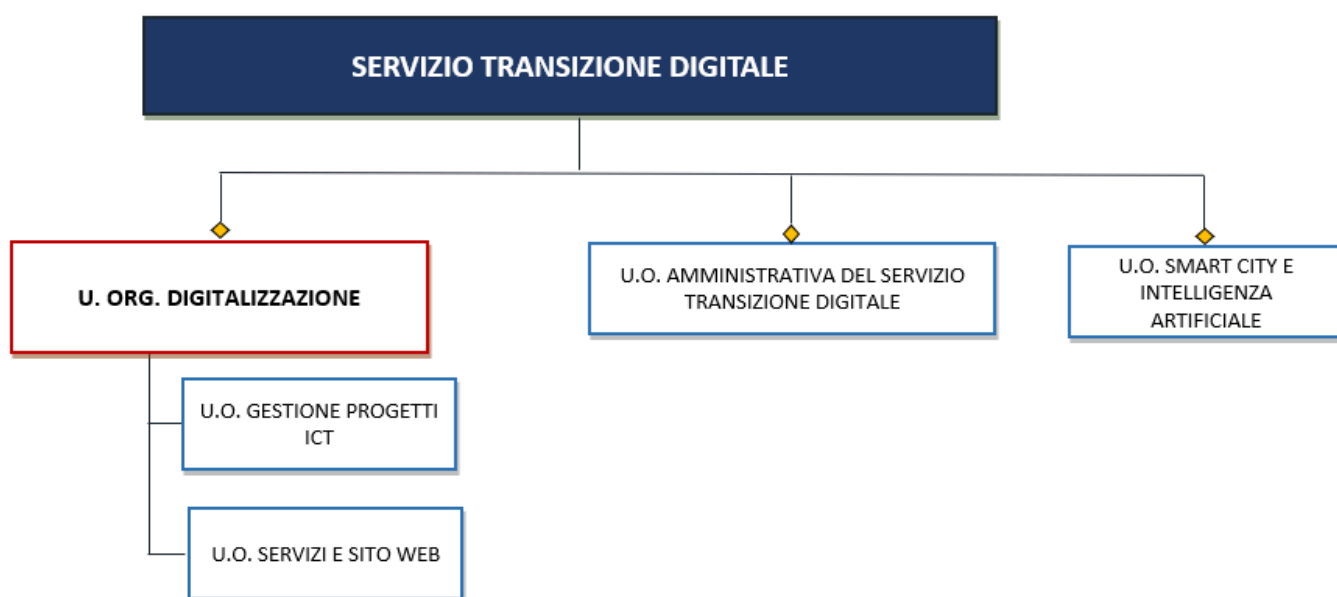 SERVIZIO TRANSIZIONE DIGITALE
U. ORG. DIGITALIZZAZIONE
U.O. AMMINISTRATIVA DEL SERVIZIO
TRANSIZIONE DIGITALE
U.O. SMART CITY E
INTELLIGENZA
ARTIFICIALE
U.O. GESTIONE PROGETTI
ICT
U.O. SERVIZI E SITO WEB